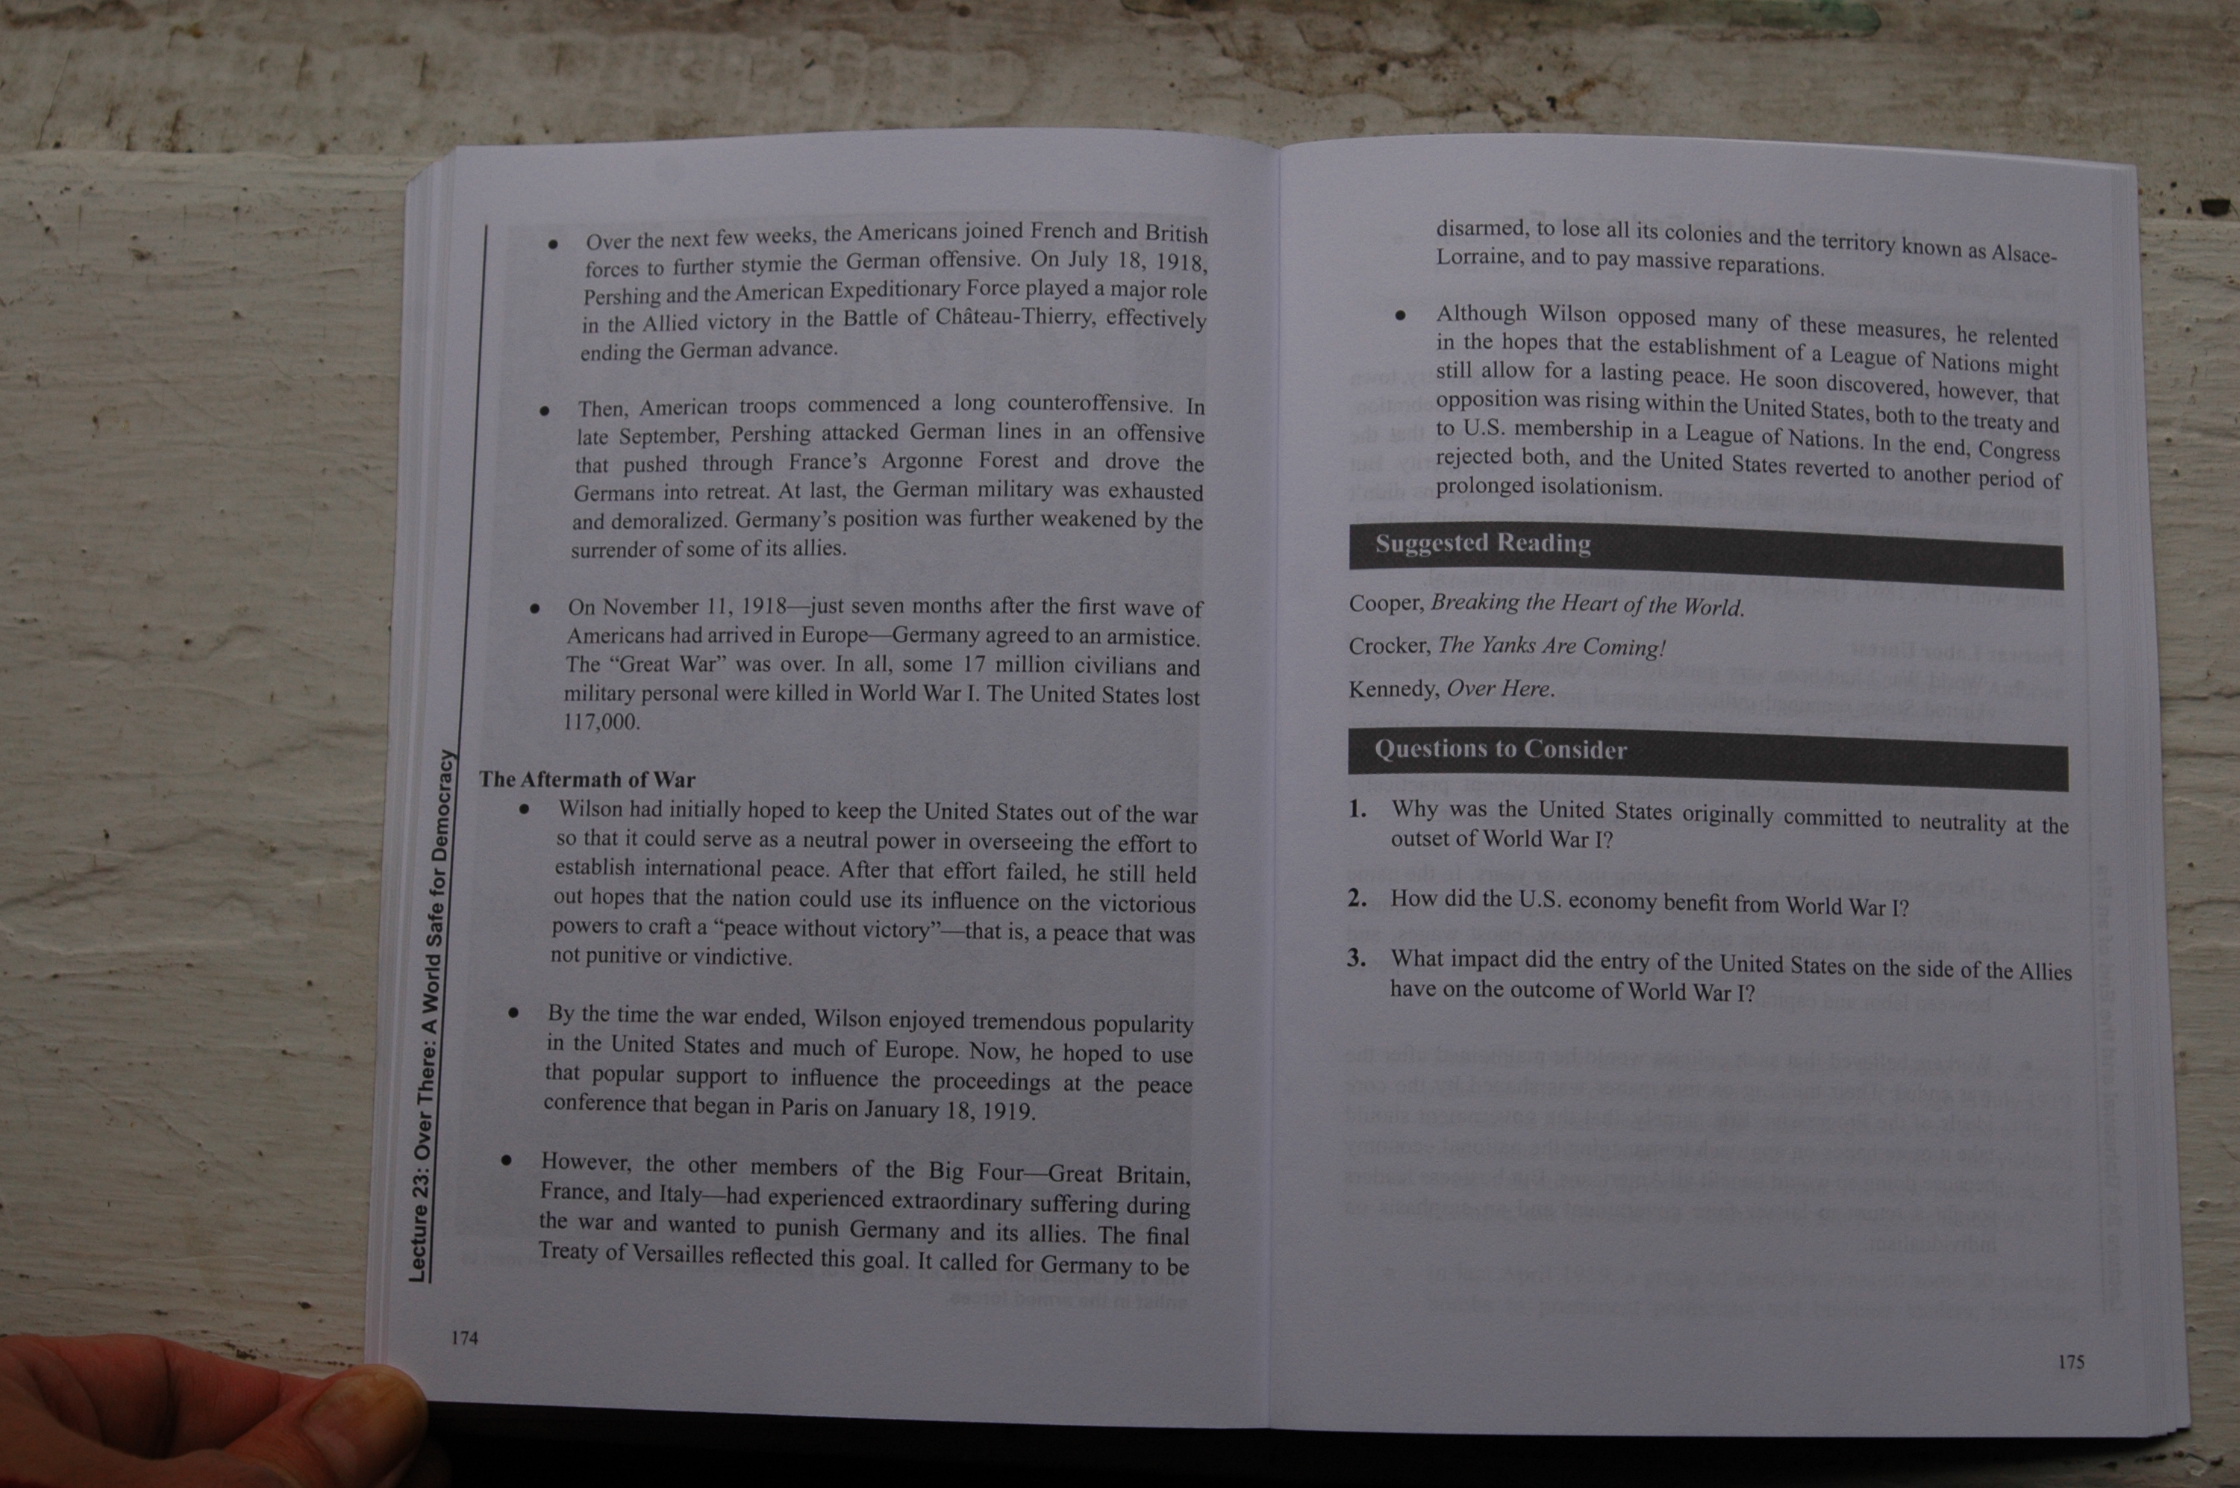 • Over the next few weeks, the Americans joined French and British
forces to further stymie the German offensive. On July 18, 1918,
Pershing and the American Expeditionary Force played a major role
in the Allied victory in the Battle of Château-Thierry, effectively
ending the German advance.
• Then, American troops commenced a long counteroffensive. In
late September, Pershing attacked German lines in an offensive
that pushed through France’s Argonne Forest and drove the
Germans into retreat. At last, the German military was exhausted
and demoralized. Germany’s position was further weakened by the
surrender of some of its allies.
• On November 11, 1918—just seven months after the first wave of
Americans had arrived in Europe—Germany agreed to an armistice.
The “Great War” was over. In all, some 17 million civilians and
military personal were killed in World War I. The United States lost
117,000.
The Aftermath of War
• Wilson had initially hoped to keep the United States out of the war
so that it could serve as a neutral power in overseeing the effort to
establish international peace. After that effort failed, he still held
out hopes that the nation could use its influence on the victorious
powers to craft a “peace without victory”—that is, a peace that was
not punitive or vindictive.
• By the time the war ended, Wilson enjoyed tremendous popularity
in the United States and much of Europe. Now, he hoped to use
that popular support to influence the proceedings at the peace
conference that began in Paris on January 18, 1919.
• However, the other members of the Big Four—Great Britain,
France, and Italy—had experienced extraordinary suffering during
the war and wanted to punish Germany and its allies. The final
Treaty of Versailles reflected this goal. It called for Germany to be
Lecture 23: Over There: A World Safe for Democracy
174
disarmed, to lose all its colonies and the territory known as Alsace-
Lorraine, and to pay massive reparations.
• Although Wilson opposed many of these measures, he relented
in the hopes that the establishment of a League of Nations might
still allow for a lasting peace. He soon discovered, however, that
opposition was rising within the United States, both to the treaty and
to U.S. membership in a League of Nations. In the end, Congress
rejected both, and the United States reverted to another period of
prolonged isolationism.
Suggested Reading
Cooper, Breaking the Heart of the World.
Crocker, The Yanks Are Coming!
Kennedy, Over Here.
Questions to Consider
1. Why was the United States originally committed to neutrality at the
outset of World War I?
2. How did the U.S. economy benefit from World War I?
3. What impact did the entry of the United States on the side of the Allies
have on the outcome of World War I?
175